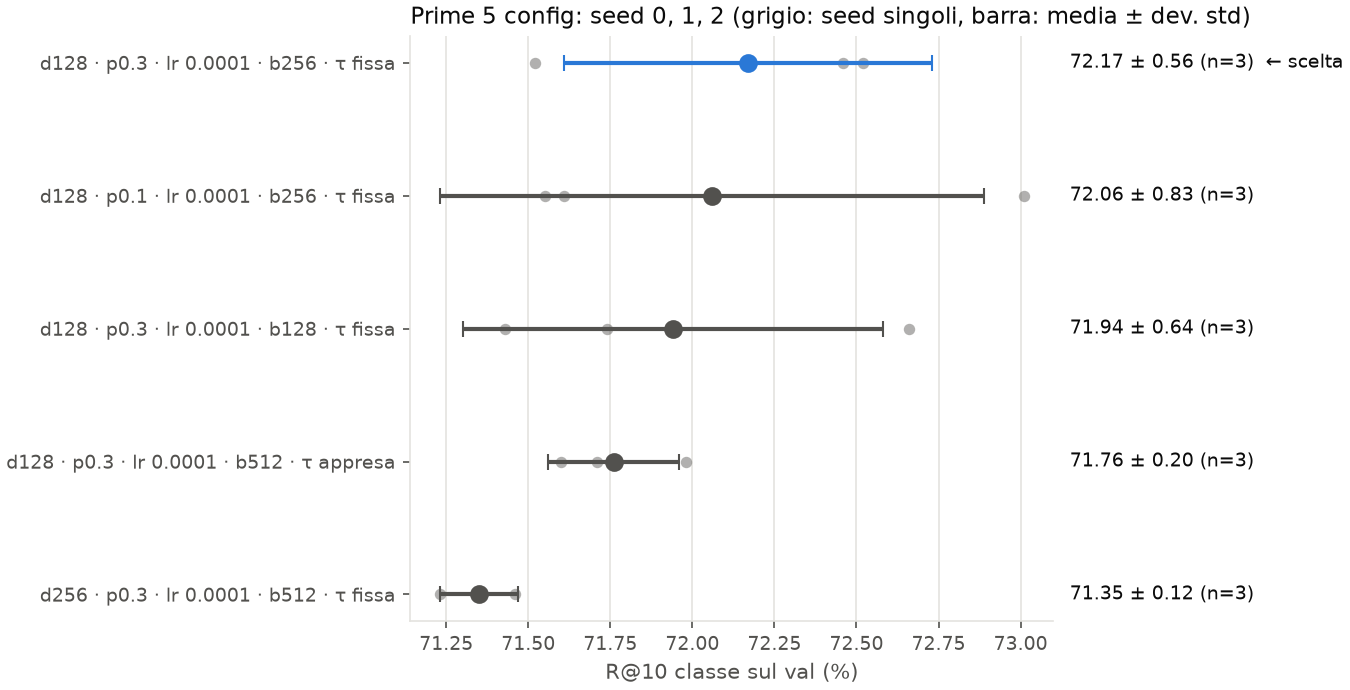 Prime 5 config: seed 0, 1, 2 (grigio: seed singoli, barra: media ± dev. std)
d128 · p0.3 · lr 0.0001 · b256 · τ fissa
72.17 ± 0.56 (n=3) ← scelta
d128 · p0.1 · lr 0.0001 · b256 · τ fissa
72.06 ± 0.83 (n=3)
d128 · p0.3 · lr 0.0001 · b128 · τ fissa
71.94 ± 0.64 (n=3)
d128 · p0.3 · lr 0.0001 · b512 · τ appresa
71.76 ± 0.20 (n=3)
d256 · p0.3 · lr 0.0001 · b512 · τ fissa
71.35 ± 0.12 (n=3)
71.25 71.50 71.75 72.00 72.25 72.50 72.75 73.00
R@10 classe sul val (%)